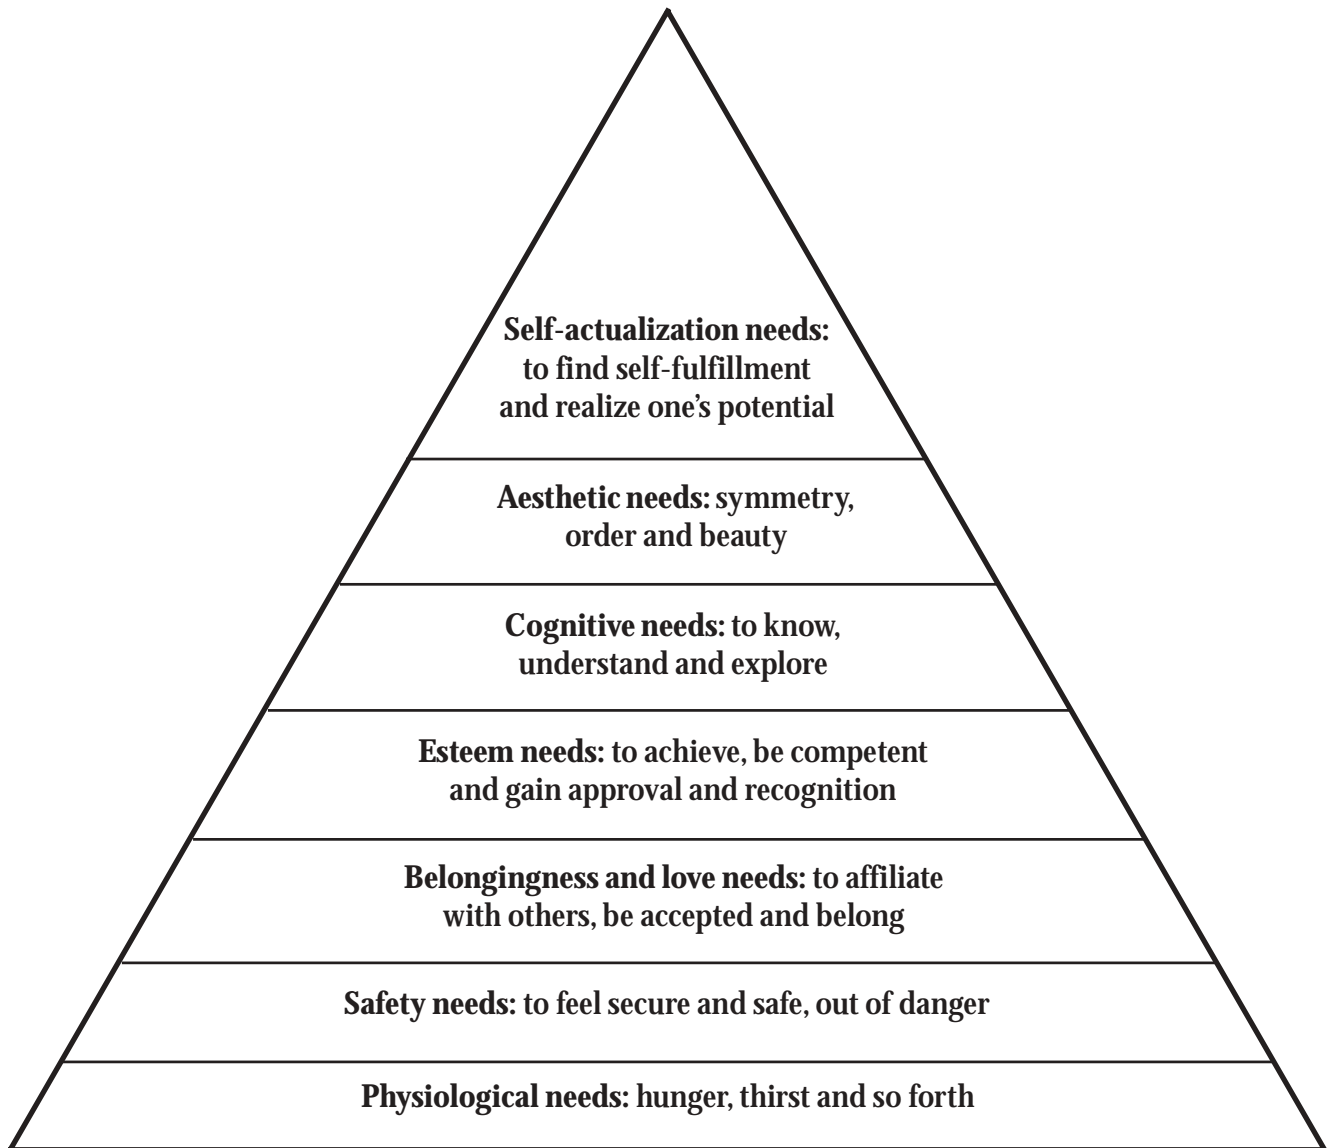 Self-actualization needs:
to find self-fulfillment
and realize one’s potential
Aesthetic needs: symmetry,
order and beauty
Cognitive needs: to know,
understand and explore
Esteem needs: to achieve, be competent
and gain approval and recognition
Belongingness and love needs: to affiliate
with others, be accepted and belong
Safety needs: to feel secure and safe, out of danger
Physiological needs: hunger, thirst and so forth